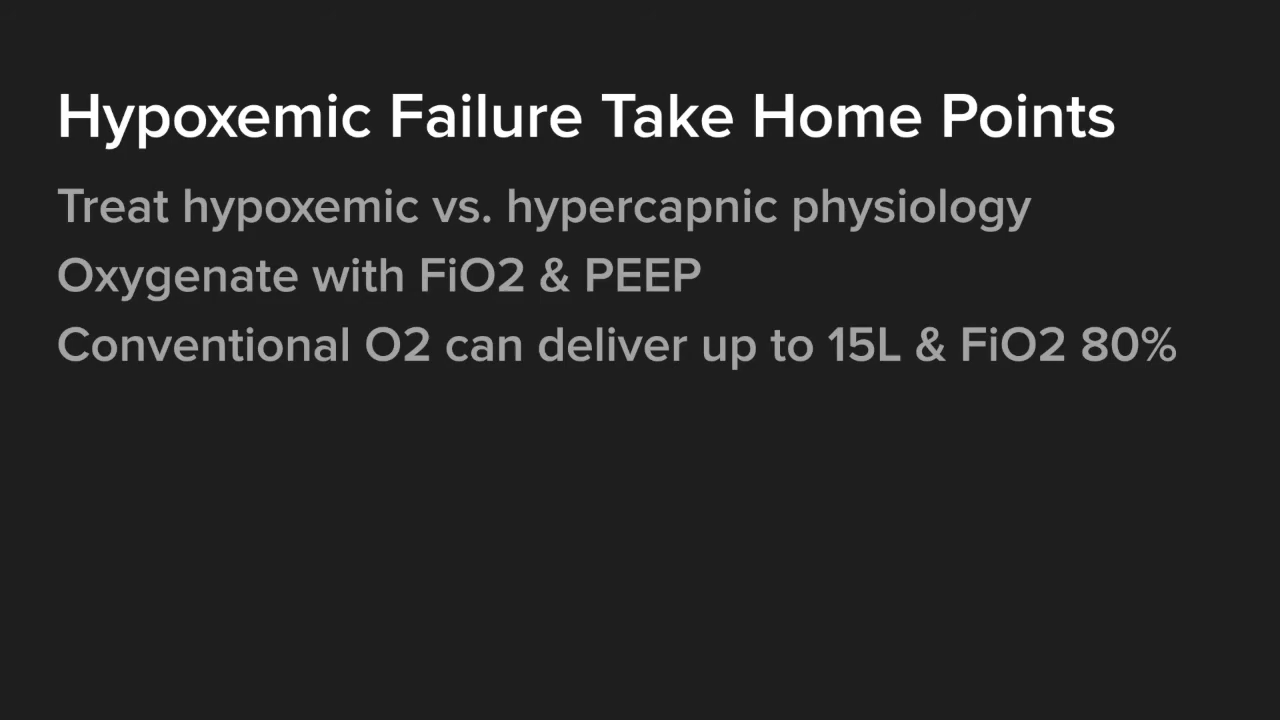 Hypoxemic Failure Take Home Points
Treat hypoxemic vs. hypercapnic physiology
Oxygenate with FiO2 & PEEP
Conventional O2 can deliver up to 15L & FiO2 80%